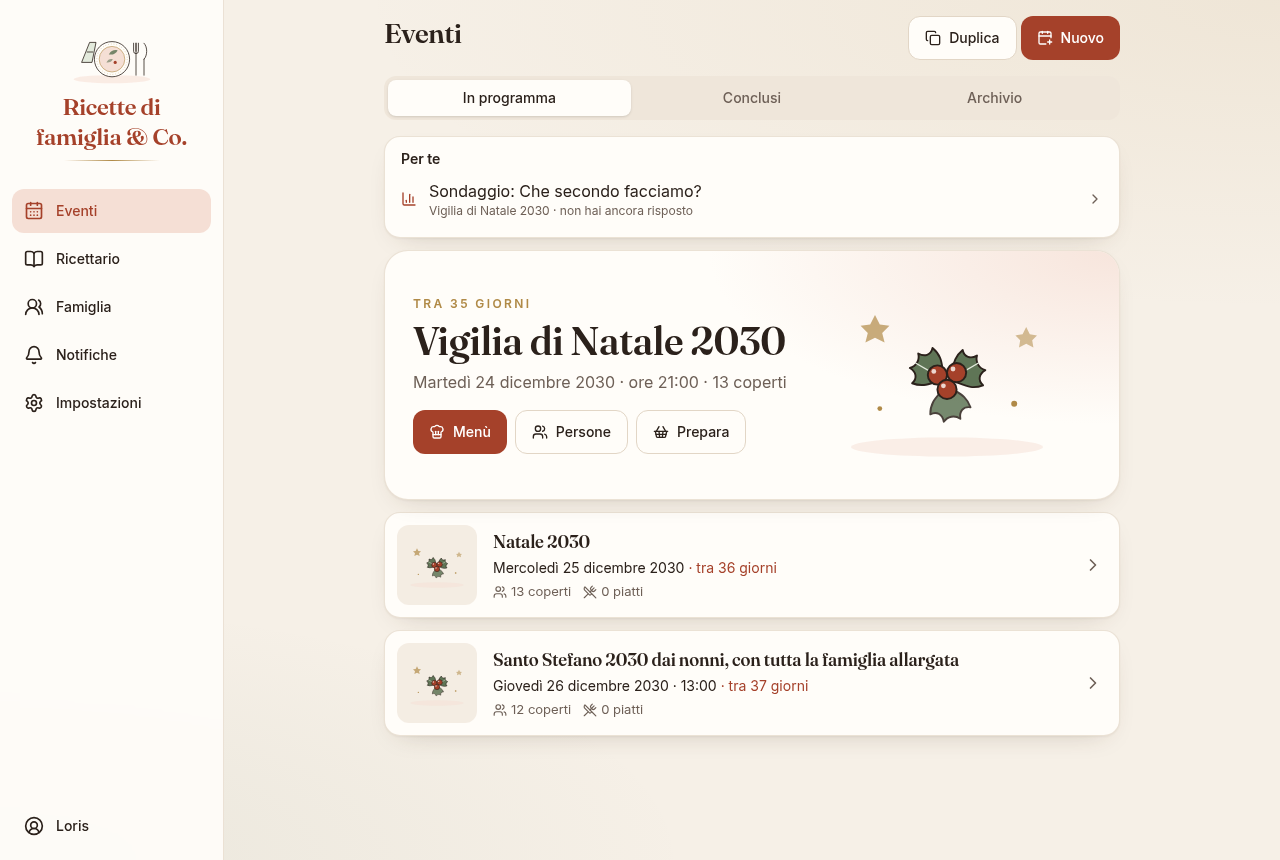 Ricette di
famiglia & Co.
Eventi
Ricettario
Famiglia
Notifiche
Impostazioni
Loris
Eventi
Duplica
Nuovo
In programma
Conclusi
Archivio
Per te
Sondaggio: Che secondo facciamo?
Vigilia di Natale 2030 · non hai ancora risposto
TRA 35 GIORNI
Vigilia di Natale 2030
Martedì 24 dicembre 2030 · ore 21:00 · 13 coperti
Menù
Persone
Prepara
Natale 2030
Mercoledì 25 dicembre 2030 · tra 36 giorni
13 coperti 0 piatti
Santo Stefano 2030 dai nonni, con tutta la famiglia allargata
Giovedì 26 dicembre 2030 · 13:00 · tra 37 giorni
12 coperti 0 piatti